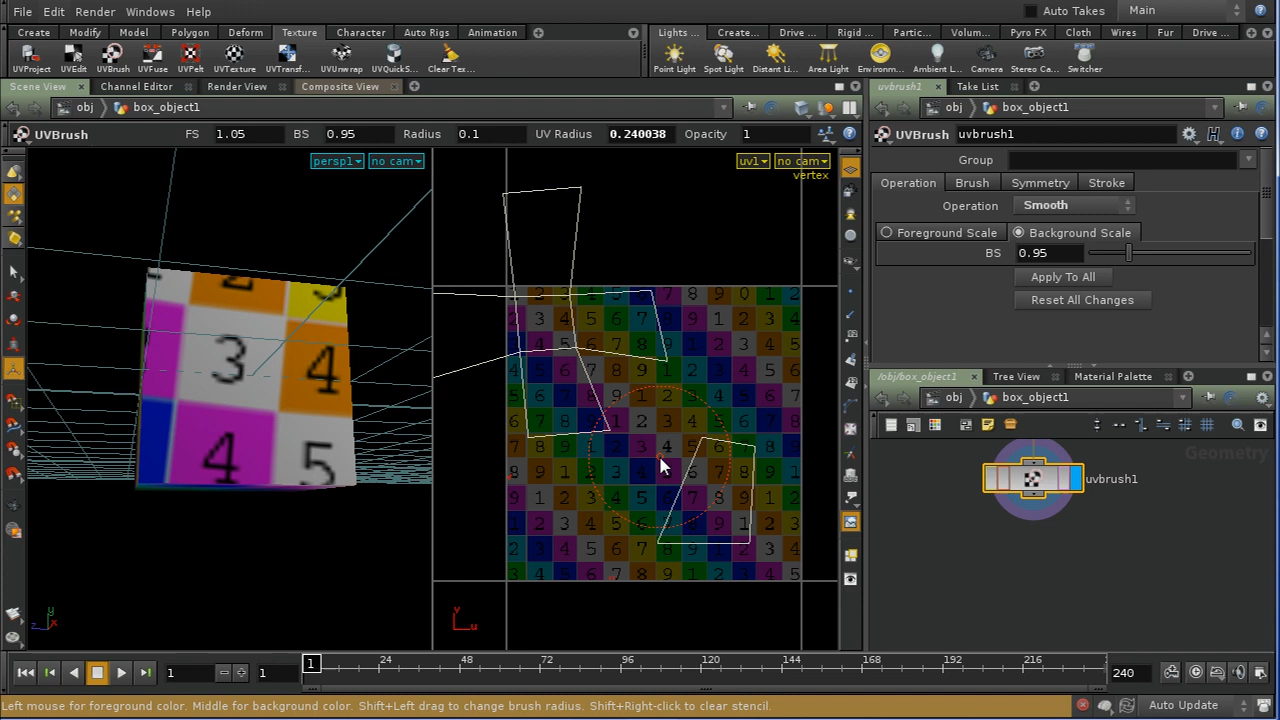 File Edit Render Windows Help Auto Takes Main
Create Modify Model Polygon Deform Texture Character Auto Rigs Animation Lights ... Create... Drive ... Rigid ... Partic... Volum... Pyro FX Cloth Wires Fur Drive ...
UVProject UVEdit UVBrush UVFuse UVPelt UVTexture UVTransf... UVUnwrap UVQuickS... Clear Tex... Point Light Spot Light Distant Li... Area Light Environm... Ambient L... Camera Stereo Ca... Switcher
Scene View Channel Editor Render View Composite View uvbrush1 Take List
obj box_object1 obj box_object1
UVBrush FS 1.05 BS 0.95 Radius 0.1 UV Radius 0.240038 Opacity 1 UVBrush uvbrush1
persp1 no cam uv1 no cam Group
vertex
Operation Brush Symmetry Stroke
Operation Smooth
Foreground Scale Background Scale
BS 0.95
Apply To All
Reset All Changes
3 4
4 5
/obj/box_object1 Tree View Material Palette
obj box_object1
Geometry
uvbrush1
y
z x
v
u
1 1 1 24 48 72 96 120 144 168 192 216 240
Left mouse for foreground color. Middle for background color. Shift+Left drag to change brush radius. Shift+Right-click to clear stencil. Auto Update